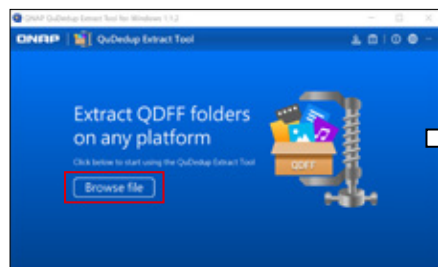 QNAP QuDedup Extract Tool for Windows 1.1.2
QNAP | QuDedup Extract Tool
Extract QDFF folders
on any platform
Click below to start using the QuDedup Extract Tool
Browse file
QDFF